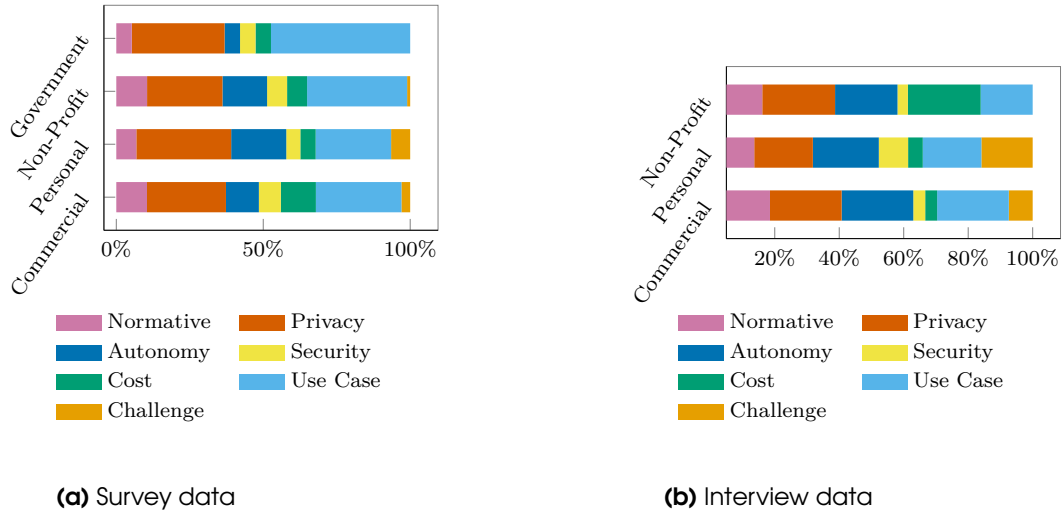 Government
Non-Profit
Personal
Commercial
0% 50% 100%
Normative Privacy
Autonomy Security
Cost Use Case
Challenge
(a) Survey data
Non-Profit
Personal
Commercial
20% 40% 60% 80% 100%
Normative Privacy
Autonomy Security
Cost Use Case
Challenge
(b) Interview data